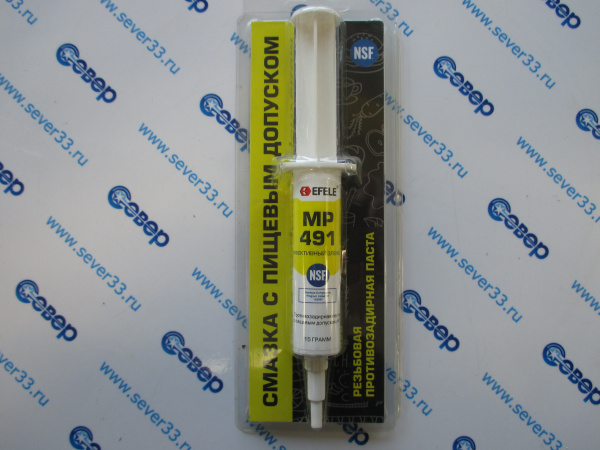 СМАЗКА С ПИЩЕВЫМ ДОПУСКОМ
NSF
EFELE
MP
491
NSF
15 ГРАММ
РЕЗЬБОВАЯ
ПРОТИВОЗАДИРНАЯ ПАСТА
Север
www.sever33.ru